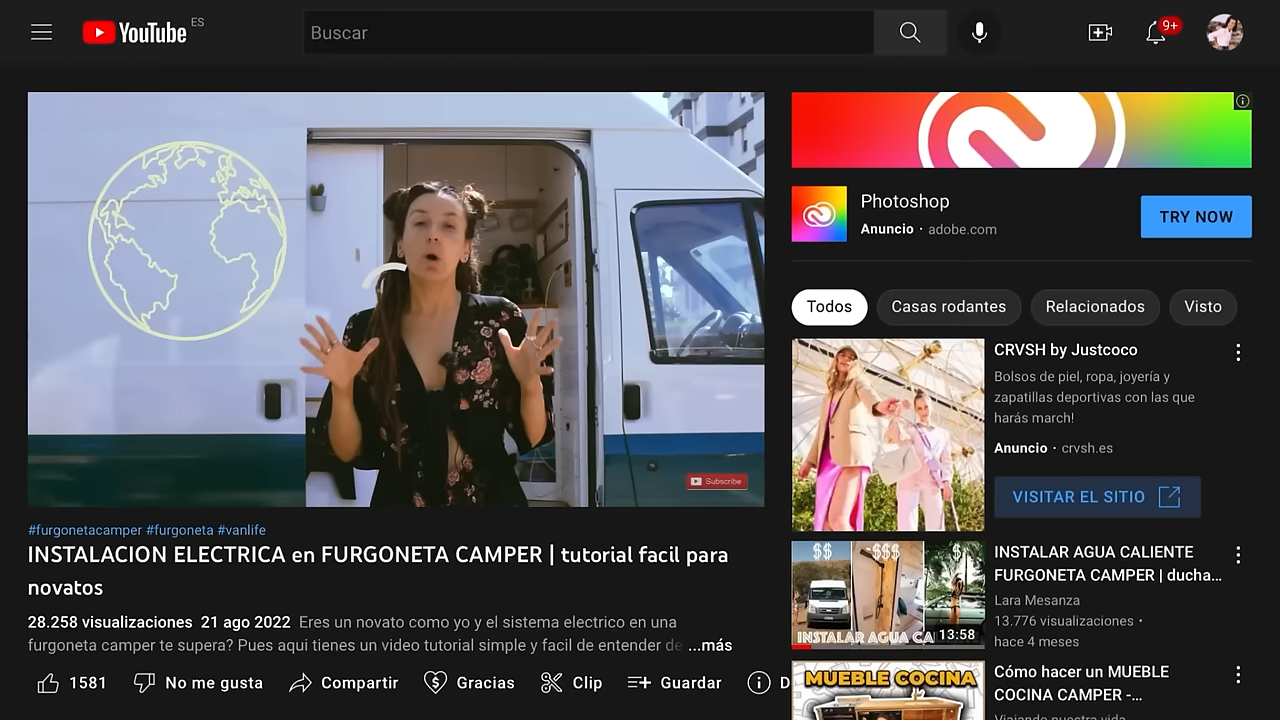 YouTube ES
Buscar
9+
Subscribe
#furgonetacamper #furgoneta #vanlife
INSTALACION ELECTRICA en FURGONETA CAMPER | tutorial facil para
novatos
28.258 visualizaciones 21 ago 2022 Eres un novato como yo y el sistema electrico en una
furgoneta camper te supera? Pues aqui tienes un video tutorial simple y facil de entender de ...más
1581 No me gusta Compartir Gracias Clip Guardar D
Photoshop
Anuncio · adobe.com
TRY NOW
Todos Casas rodantes Relacionados Visto
CRVSH by Justcoco
Bolsos de piel, ropa, joyería y
zapatillas deportivas con las que
harás march!
Anuncio · crvsh.es
VISITAR EL SITIO
$$ $$$ $
INSTALAR AGUA CA
13:58
INSTALAR AGUA CALIENTE
FURGONETA CAMPER | ducha...
Lara Mesanza
13.776 visualizaciones •
hace 4 meses
MUEBLE COCINA
Cómo hacer un MUEBLE
COCINA CAMPER -...
Viajando nuestra vida